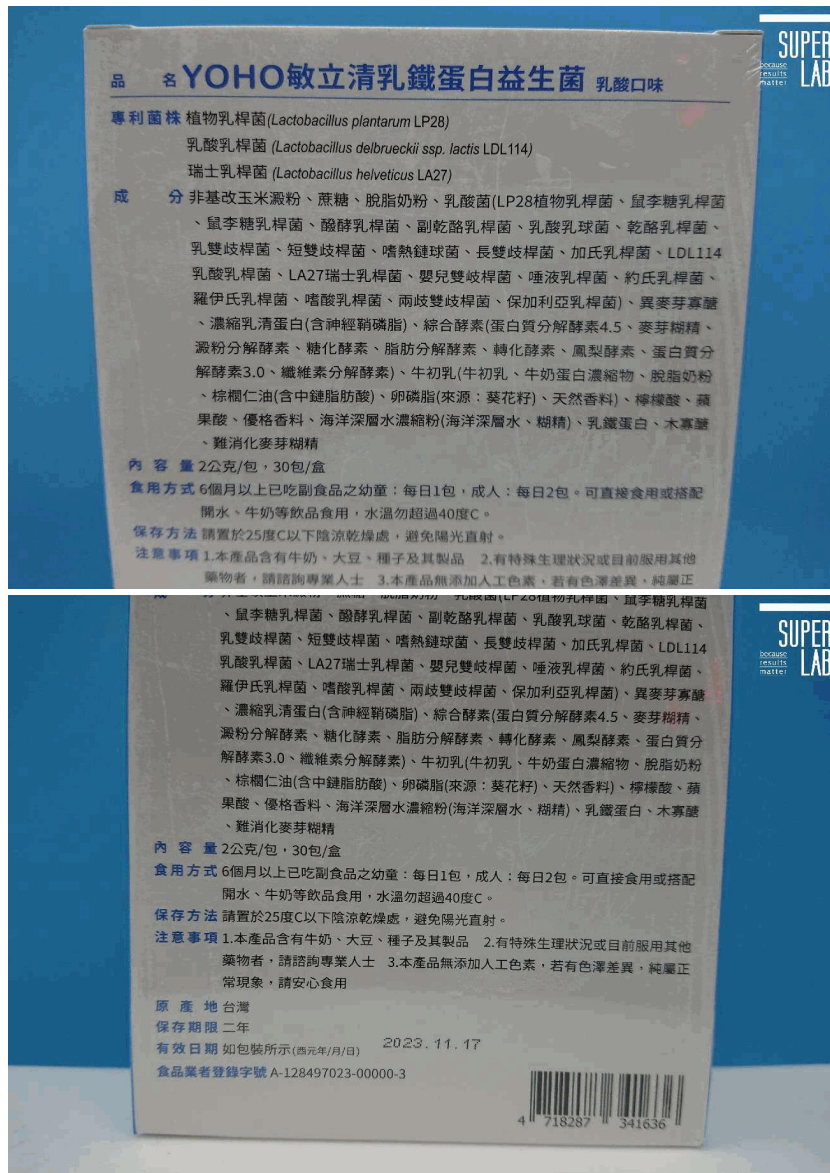 SUPER
LAB
because
results
matter
品 名 YOHO敏立清乳鐵蛋白益生菌 乳酸口味
專利菌株 植物乳桿菌(Lactobacillus plantarum LP28)
乳酸乳桿菌 (Lactobacillus delbrueckii ssp. lactis LDL114)
瑞士乳桿菌 (Lactobacillus helveticus LA27)
成 分 非基改玉米澱粉、蔗糖、脫脂奶粉、乳酸菌(LP28植物乳桿菌、鼠李糖乳桿菌
、鼠李糖乳桿菌、醱酵乳桿菌、副乾酪乳桿菌、乳酸乳球菌、乾酪乳桿菌、
乳雙歧桿菌、短雙歧桿菌、嗜熱鏈球菌、長雙歧桿菌、加氏乳桿菌、LDL114
乳酸乳桿菌、LA27瑞士乳桿菌、嬰兒雙歧桿菌、唾液乳桿菌、約氏乳桿菌、
羅伊氏乳桿菌、嗜酸乳桿菌、兩歧雙歧桿菌、保加利亞乳桿菌)、異麥芽寡醣
、濃縮乳清蛋白(含神經鞘磷脂)、綜合酵素(蛋白質分解酵素4.5、麥芽糊精、
澱粉分解酵素、糖化酵素、脂肪分解酵素、轉化酵素、鳳梨酵素、蛋白質分
解酵素3.0、纖維素分解酵素)、牛初乳(牛初乳、牛奶蛋白濃縮物、脫脂奶粉
、棕櫚仁油(含中鏈脂肪酸)、卵磷脂(來源：葵花籽)、天然香料)、檸檬酸、蘋
果酸、優格香料、海洋深層水濃縮粉(海洋深層水、糊精)、乳鐵蛋白、木寡醣
、難消化麥芽糊精
內容量 2公克/包，30包/盒
食用方式 6個月以上已吃副食品之幼童：每日1包，成人：每日2包。可直接食用或搭配
開水、牛奶等飲品食用，水溫勿超過40度C。
保存方法 請置於25度C以下陰涼乾燥處，避免陽光直射。
注意事項 1.本產品含有牛奶、大豆、種子及其製品 2.有特殊生理狀況或目前服用其他
藥物者，請諮詢專業人士 3.本產品無添加人工色素，若有色澤差異，純屬正
SUPER
LAB
because
results
matter
成 分 非基改玉米澱粉、蔗糖、脫脂奶粉、乳酸菌(LP28植物乳桿菌、鼠李糖乳桿菌
、鼠李糖乳桿菌、醱酵乳桿菌、副乾酪乳桿菌、乳酸乳球菌、乾酪乳桿菌、
乳雙歧桿菌、短雙歧桿菌、嗜熱鏈球菌、長雙歧桿菌、加氏乳桿菌、LDL114
乳酸乳桿菌、LA27瑞士乳桿菌、嬰兒雙歧桿菌、唾液乳桿菌、約氏乳桿菌、
羅伊氏乳桿菌、嗜酸乳桿菌、兩歧雙歧桿菌、保加利亞乳桿菌)、異麥芽寡醣
、濃縮乳清蛋白(含神經鞘磷脂)、綜合酵素(蛋白質分解酵素4.5、麥芽糊精、
澱粉分解酵素、糖化酵素、脂肪分解酵素、轉化酵素、鳳梨酵素、蛋白質分
解酵素3.0、纖維素分解酵素)、牛初乳(牛初乳、牛奶蛋白濃縮物、脫脂奶粉
、棕櫚仁油(含中鏈脂肪酸)、卵磷脂(來源：葵花籽)、天然香料)、檸檬酸、蘋
果酸、優格香料、海洋深層水濃縮粉(海洋深層水、糊精)、乳鐵蛋白、木寡醣
、難消化麥芽糊精
內容量 2公克/包，30包/盒
食用方式 6個月以上已吃副食品之幼童：每日1包，成人：每日2包。可直接食用或搭配
開水、牛奶等飲品食用，水溫勿超過40度C。
保存方法 請置於25度C以下陰涼乾燥處，避免陽光直射。
注意事項 1.本產品含有牛奶、大豆、種子及其製品 2.有特殊生理狀況或目前服用其他
藥物者，請諮詢專業人士 3.本產品無添加人工色素，若有色澤差異，純屬正
常現象，請安心食用
原產地 台灣
保存期限 二年
有效日期 如包裝所示(西元年/月/日) 2023.11.17
食品業者登錄字號 A-128497023-00000-3
4 718287 341636